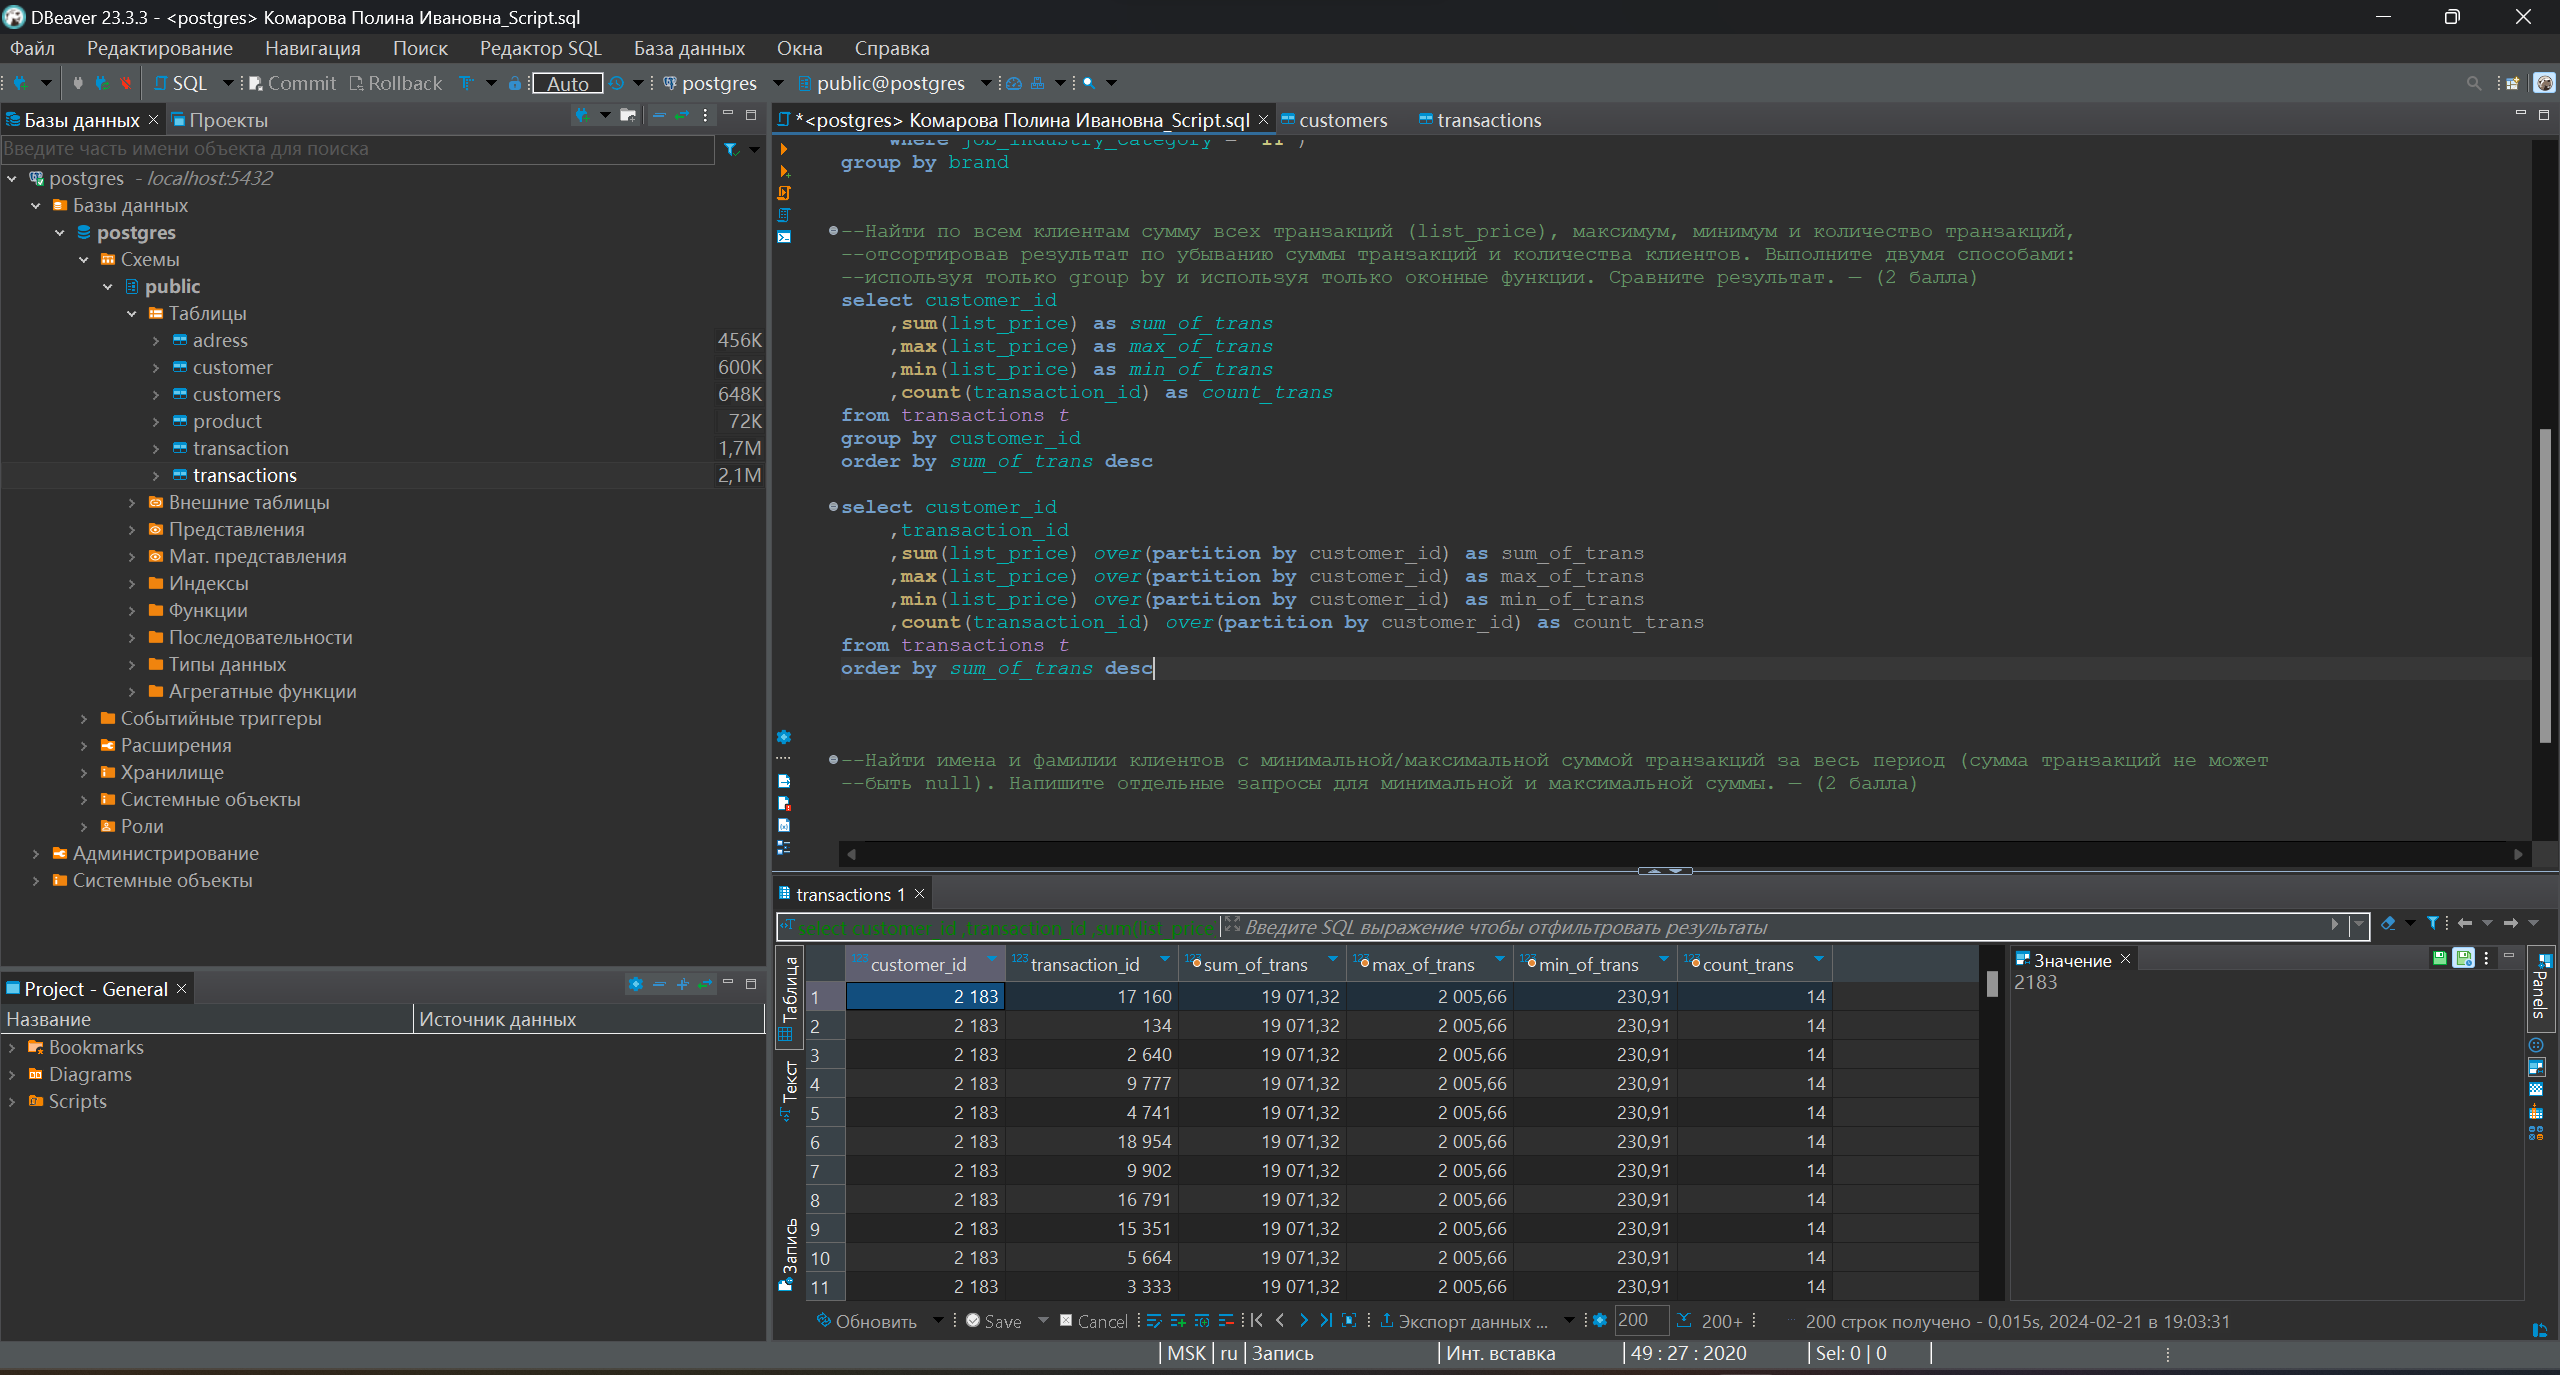 DBeaver 23.3.3 - <postgres> Комарова Полина Ивановна_Script.sql
Файл Редактирование Навигация Поиск Редактор SQL База данных Окна Справка
SQL Commit Rollback Auto postgres public@postgres
Базы данных Проекты
Введите часть имени объекта для поиска
postgres - localhost:5432
Базы данных
postgres
Схемы
public
Таблицы
adress 456K
customer 600K
customers 648K
product 72K
transaction 1,7M
transactions 2,1M
Внешние таблицы
Представления
Мат. представления
Индексы
Функции
Последовательности
Типы данных
Агрегатные функции
Событийные триггеры
Расширения
Хранилище
Системные объекты
Роли
Администрирование
Системные объекты
Project - General
Название Источник данных
Bookmarks
Diagrams
Scripts
*<postgres> Комарова Полина Ивановна_Script.sql customers transactions
where job_industry_category =
group by brand
--Найти по всем клиентам сумму всех транзакций (list_price), максимум, минимум и количество транзакций,
--отсортировав результат по убыванию суммы транзакций и количества клиентов. Выполните двумя способами:
--используя только group by и используя только оконные функции. Сравните результат. — (2 балла)
select customer_id
,sum(list_price) as sum_of_trans
,max(list_price) as max_of_trans
,min(list_price) as min_of_trans
,count(transaction_id) as count_trans
from transactions t
group by customer_id
order by sum_of_trans desc
select customer_id
,transaction_id
,sum(list_price) over(partition by customer_id) as sum_of_trans
,max(list_price) over(partition by customer_id) as max_of_trans
,min(list_price) over(partition by customer_id) as min_of_trans
,count(transaction_id) over(partition by customer_id) as count_trans
from transactions t
order by sum_of_trans desc
--Найти имена и фамилии клиентов с минимальной/максимальной суммой транзакций за весь период (сумма транзакций не может
--быть null). Напишите отдельные запросы для минимальной и максимальной суммы. — (2 балла)
transactions 1
select customer_id ,transaction_id ,sum(list_price Введите SQL выражение чтобы отфильтровать результаты
Таблица
Текст
Запись
customer_id transaction_id sum_of_trans max_of_trans min_of_trans count_trans
1 2 183 17 160 19 071,32 2 005,66 230,91 14
2 2 183 134 19 071,32 2 005,66 230,91 14
3 2 183 2 640 19 071,32 2 005,66 230,91 14
4 2 183 9 777 19 071,32 2 005,66 230,91 14
5 2 183 4 741 19 071,32 2 005,66 230,91 14
6 2 183 18 954 19 071,32 2 005,66 230,91 14
7 2 183 9 902 19 071,32 2 005,66 230,91 14
8 2 183 16 791 19 071,32 2 005,66 230,91 14
9 2 183 15 351 19 071,32 2 005,66 230,91 14
10 2 183 5 664 19 071,32 2 005,66 230,91 14
11 2 183 3 333 19 071,32 2 005,66 230,91 14
Значение
2183
Panels
Обновить Save Cancel Экспорт данных ... 200 200+ 200 строк получено - 0,015s, 2024-02-21 в 19:03:31
MSK ru Запись Инт. вставка 49 : 27 : 2020 Sel: 0 | 0